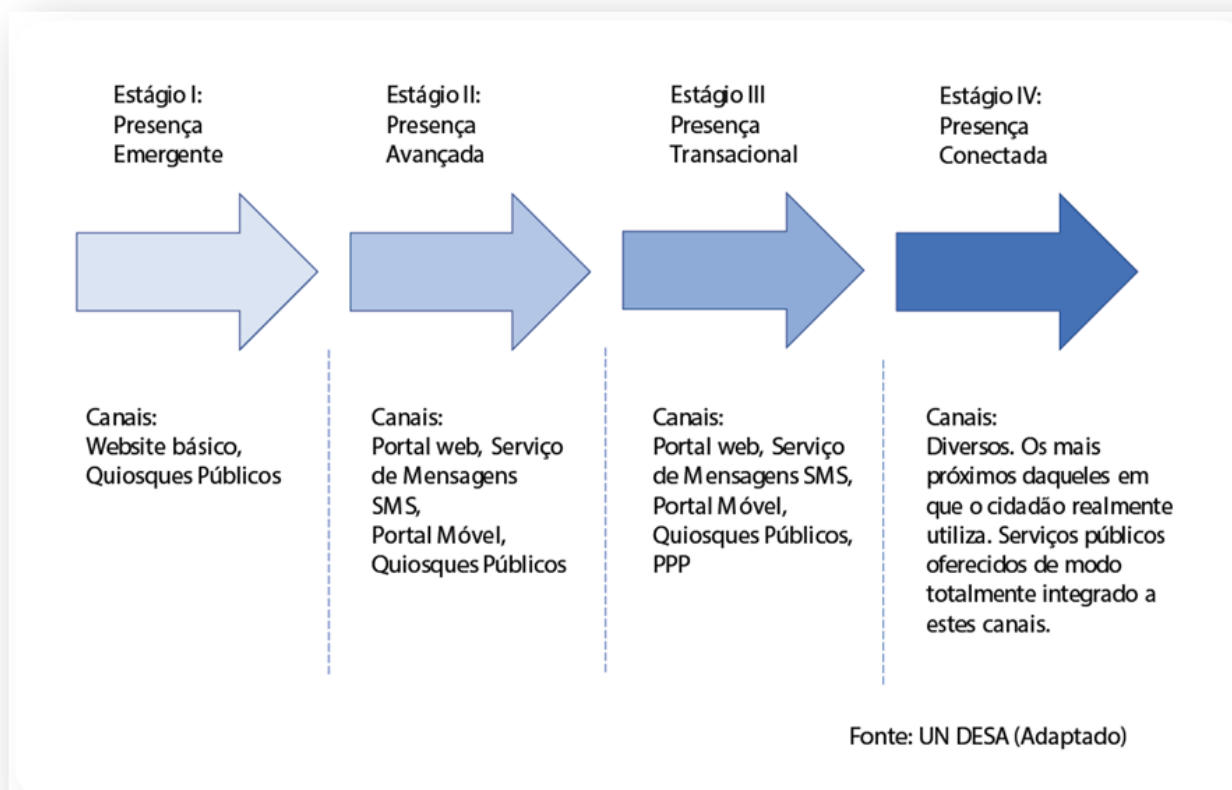 Estágio I:
Presença
Emergente
Estágio II:
Presença
Avançada
Estágio III
Presença
Transacional
Estágio IV:
Presença
Conectada
Canais:
Website básico,
Quiosques Públicos
Canais:
Portal web, Serviço
de Mensagens
SMS,
Portal Móvel,
Quiosques Públicos
Canais:
Portal web, Serviço
de Mensagens SMS,
Portal Móvel,
Quiosques Públicos,
PPP
Canais:
Diversos. Os mais
próximos daqueles em
que o cidadão realmente
utiliza. Serviços públicos
oferecidos de modo
totalmente integrado a
estes canais.
Fonte: UN DESA (Adaptado)